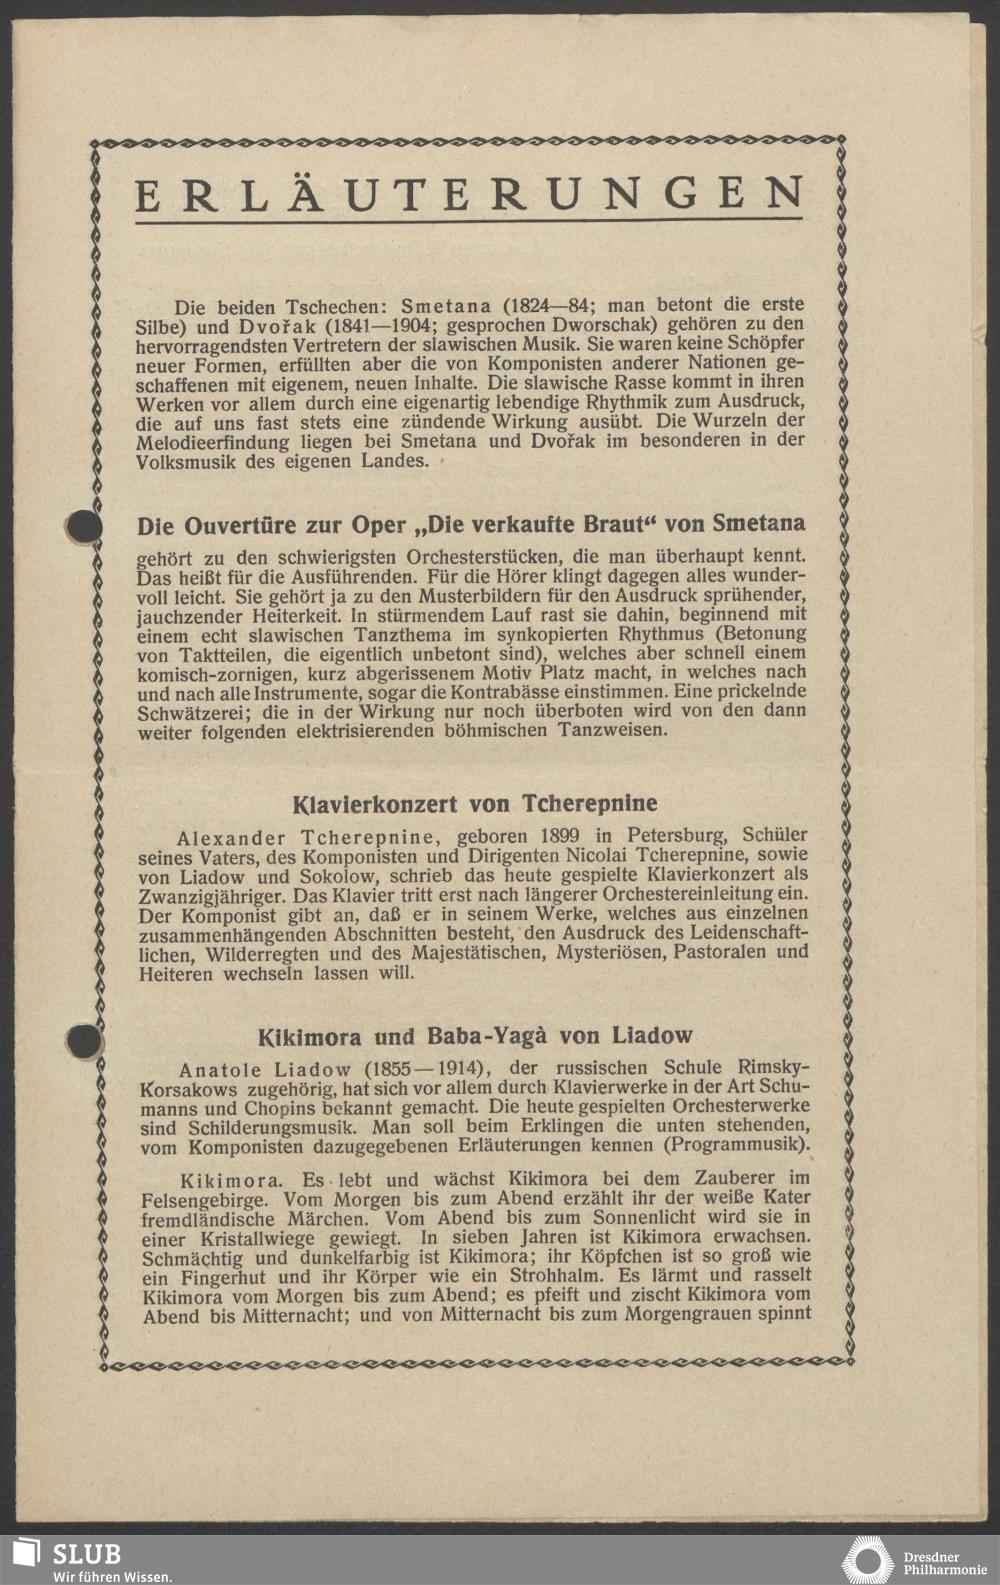 ERLÄUTERUNGEN
Die beiden Tschechen: Smetana (1824—84; man betont die erste
Silbe) und Dvořak (1841—1904; gesprochen Dworschak) gehören zu den
hervorragendsten Vertretern der slawischen Musik. Sie waren keine Schöpfer
neuer Formen, erfüllten aber die von Komponisten anderer Nationen ge-
schaffenen mit eigenem, neuen Inhalte. Die slawische Rasse kommt in ihren
Werken vor allem durch eine eigenartig lebendige Rhythmik zum Ausdruck,
die auf uns fast stets eine zündende Wirkung ausübt. Die Wurzeln der
Melodieerfindung liegen bei Smetana und Dvořak im besonderen in der
Volksmusik des eigenen Landes.
Die Ouvertüre zur Oper „Die verkaufte Braut“ von Smetana
gehört zu den schwierigsten Orchesterstücken, die man überhaupt kennt.
Das heißt für die Ausführenden. Für die Hörer klingt dagegen alles wunder-
voll leicht. Sie gehört ja zu den Musterbildern für den Ausdruck sprühender,
jauchzender Heiterkeit. In stürmendem Lauf rast sie dahin, beginnend mit
einem echt slawischen Tanzthema im synkopierten Rhythmus (Betonung
von Taktteilen, die eigentlich unbetont sind), welches aber schnell einem
komisch-zornigen, kurz abgerissenem Motiv Platz macht, in welches nach
und nach alle Instrumente, sogar die Kontrabässe einstimmen. Eine prickelnde
Schwätzerei; die in der Wirkung nur noch überboten wird von den dann
weiter folgenden elektrisierenden böhmischen Tanzweisen.
Klavierkonzert von Tcherepnine
Alexander Tcherepnine, geboren 1899 in Petersburg, Schüler
seines Vaters, des Komponisten und Dirigenten Nicolai Tcherepnine, sowie
von Liadow und Sokolow, schrieb das heute gespielte Klavierkonzert als
Zwanzigjähriger. Das Klavier tritt erst nach längerer Orchestereinleitung ein.
Der Komponist gibt an, daß er in seinem Werke, welches aus einzelnen
zusammenhängenden Abschnitten besteht, den Ausdruck des Leidenschaft-
lichen, Wilderregten und des Majestätischen, Mysteriösen, Pastoralen und
Heiteren wechseln lassen will.
Kikimora und Baba-Yagà von Liadow
Anatole Liadow (1855—1914), der russischen Schule Rimsky-
Korsakows zugehörig, hat sich vor allem durch Klavierwerke in der Art Schu-
manns und Chopins bekannt gemacht. Die heute gespielten Orchesterwerke
sind Schilderungsmusik. Man soll beim Erklingen die unten stehenden,
vom Komponisten dazugegebenen Erläuterungen kennen (Programmusik).
Kikimora. Es lebt und wächst Kikimora bei dem Zauberer im
Felsengebirge. Vom Morgen bis zum Abend erzählt ihr der weiße Kater
fremdländische Märchen. Vom Abend bis zum Sonnenlicht wird sie in
einer Kristallwiege gewiegt. In sieben Jahren ist Kikimora erwachsen.
Schmächtig und dunkelfarbig ist Kikimora; ihr Köpfchen ist so groß wie
ein Fingerhut und ihr Körper wie ein Strohhalm. Es lärmt und rasselt
Kikimora vom Morgen bis zum Abend; es pfeift und zischt Kikimora vom
Abend bis Mitternacht; und von Mitternacht bis zum Morgengrauen spinnt
SLUB
Wir führen Wissen.
Dresdner
Philharmonie